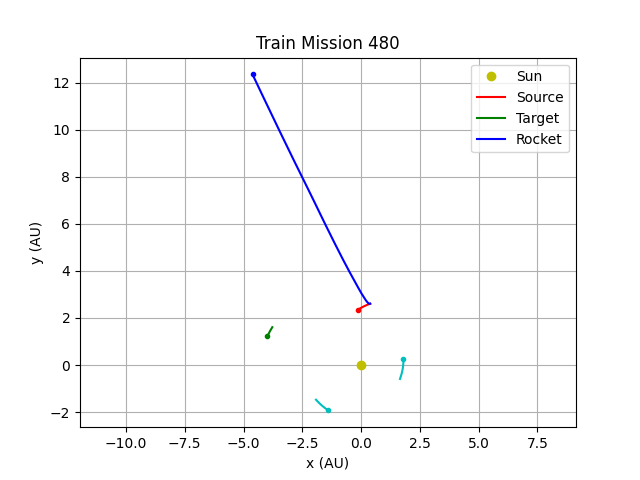 Train Mission 480
Sun
Source
Target
Rocket
12
10
8
6
4
2
0
−2
y (AU)
−10.0 −7.5 −5.0 −2.5 0.0 2.5 5.0 7.5
x (AU)